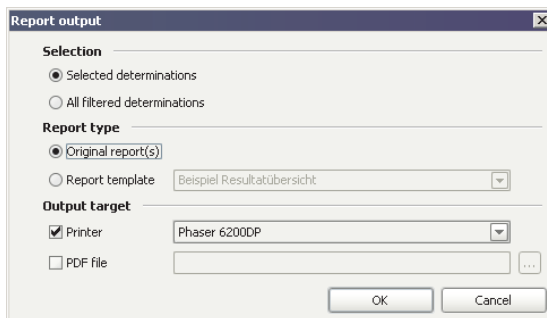 Report output
Selection
Selected determinations
All filtered determinations
Report type
Original report(s)
Report template Beispiel Resultatübersicht
Output target
Printer Phaser 6200DP
PDF file ...
OK Cancel